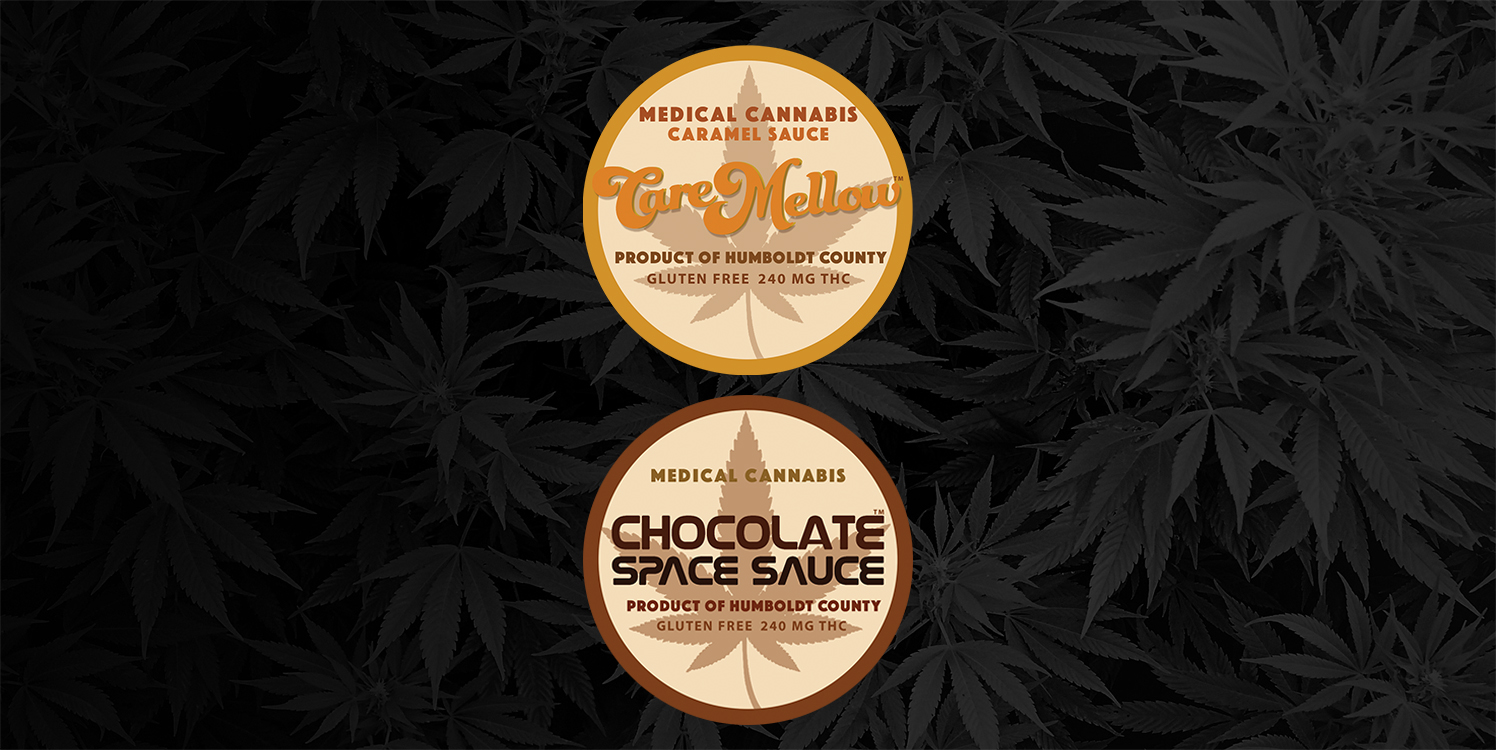 MEDICAL CANNABIS
CARAMEL SAUCE
CareMellow™
PRODUCT OF HUMBOLDT COUNTY
GLUTEN FREE 240 MG THC
MEDICAL CANNABIS
CHOCOLATE™
SPACE SAUCE
PRODUCT OF HUMBOLDT COUNTY
GLUTEN FREE 240 MG THC